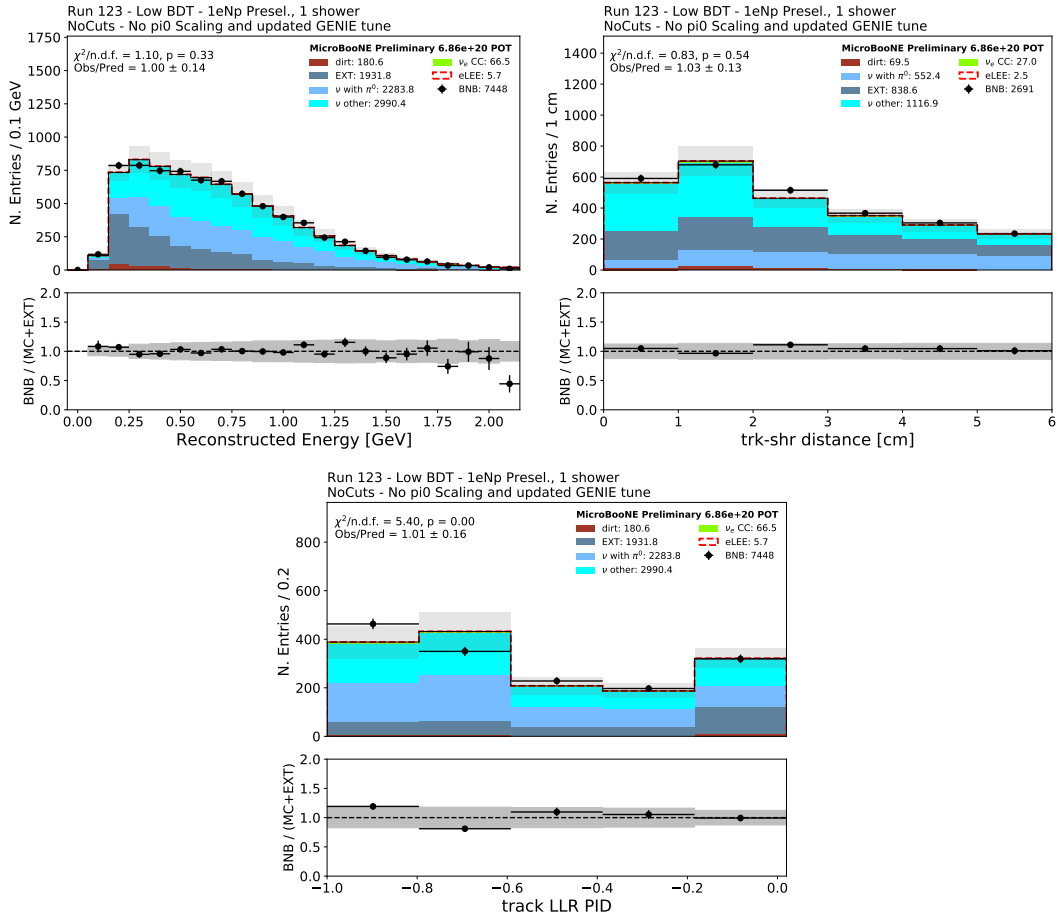 Run 123 - Low BDT - 1eNp Presel., 1 shower
NoCuts - No pi0 Scaling and updated GENIE tune
χ²/n.d.f. = 1.10, p = 0.33
Obs/Pred = 1.00 ± 0.14
MicroBooNE Preliminary 6.86e+20 POT
dirt: 180.6
EXT: 1931.8
ν with π⁰: 2283.8
ν other: 2990.4
νₑ CC: 66.5
eLEE: 5.7
BNB: 7448
N. Entries / 0.1 GeV
1750
1500
1250
1000
750
500
250
0
BNB / (MC+EXT)
2.0
1.5
1.0
0.5
0.0
0.00 0.25 0.50 0.75 1.00 1.25 1.50 1.75 2.00
Reconstructed Energy [GeV]
Run 123 - Low BDT - 1eNp Presel., 1 shower
NoCuts - No pi0 Scaling and updated GENIE tune
χ²/n.d.f. = 0.83, p = 0.54
Obs/Pred = 1.03 ± 0.13
MicroBooNE Preliminary 6.86e+20 POT
dirt: 69.5
ν with π⁰: 552.4
EXT: 838.6
ν other: 1116.9
νₑ CC: 27.0
eLEE: 2.5
BNB: 2691
N. Entries / 1 cm
1400
1200
1000
800
600
400
200
0
BNB / (MC+EXT)
2.0
1.5
1.0
0.5
0.0
0 1 2 3 4 5 6
trk-shr distance [cm]
Run 123 - Low BDT - 1eNp Presel., 1 shower
NoCuts - No pi0 Scaling and updated GENIE tune
χ²/n.d.f. = 5.40, p = 0.00
Obs/Pred = 1.01 ± 0.16
MicroBooNE Preliminary 6.86e+20 POT
dirt: 180.6
EXT: 1931.8
ν with π⁰: 2283.8
ν other: 2990.4
νₑ CC: 66.5
eLEE: 5.7
BNB: 7448
N. Entries / 0.2
800
600
400
200
0
BNB / (MC+EXT)
2.0
1.5
1.0
0.5
0.0
−1.0 −0.8 −0.6 −0.4 −0.2 0.0
track LLR PID